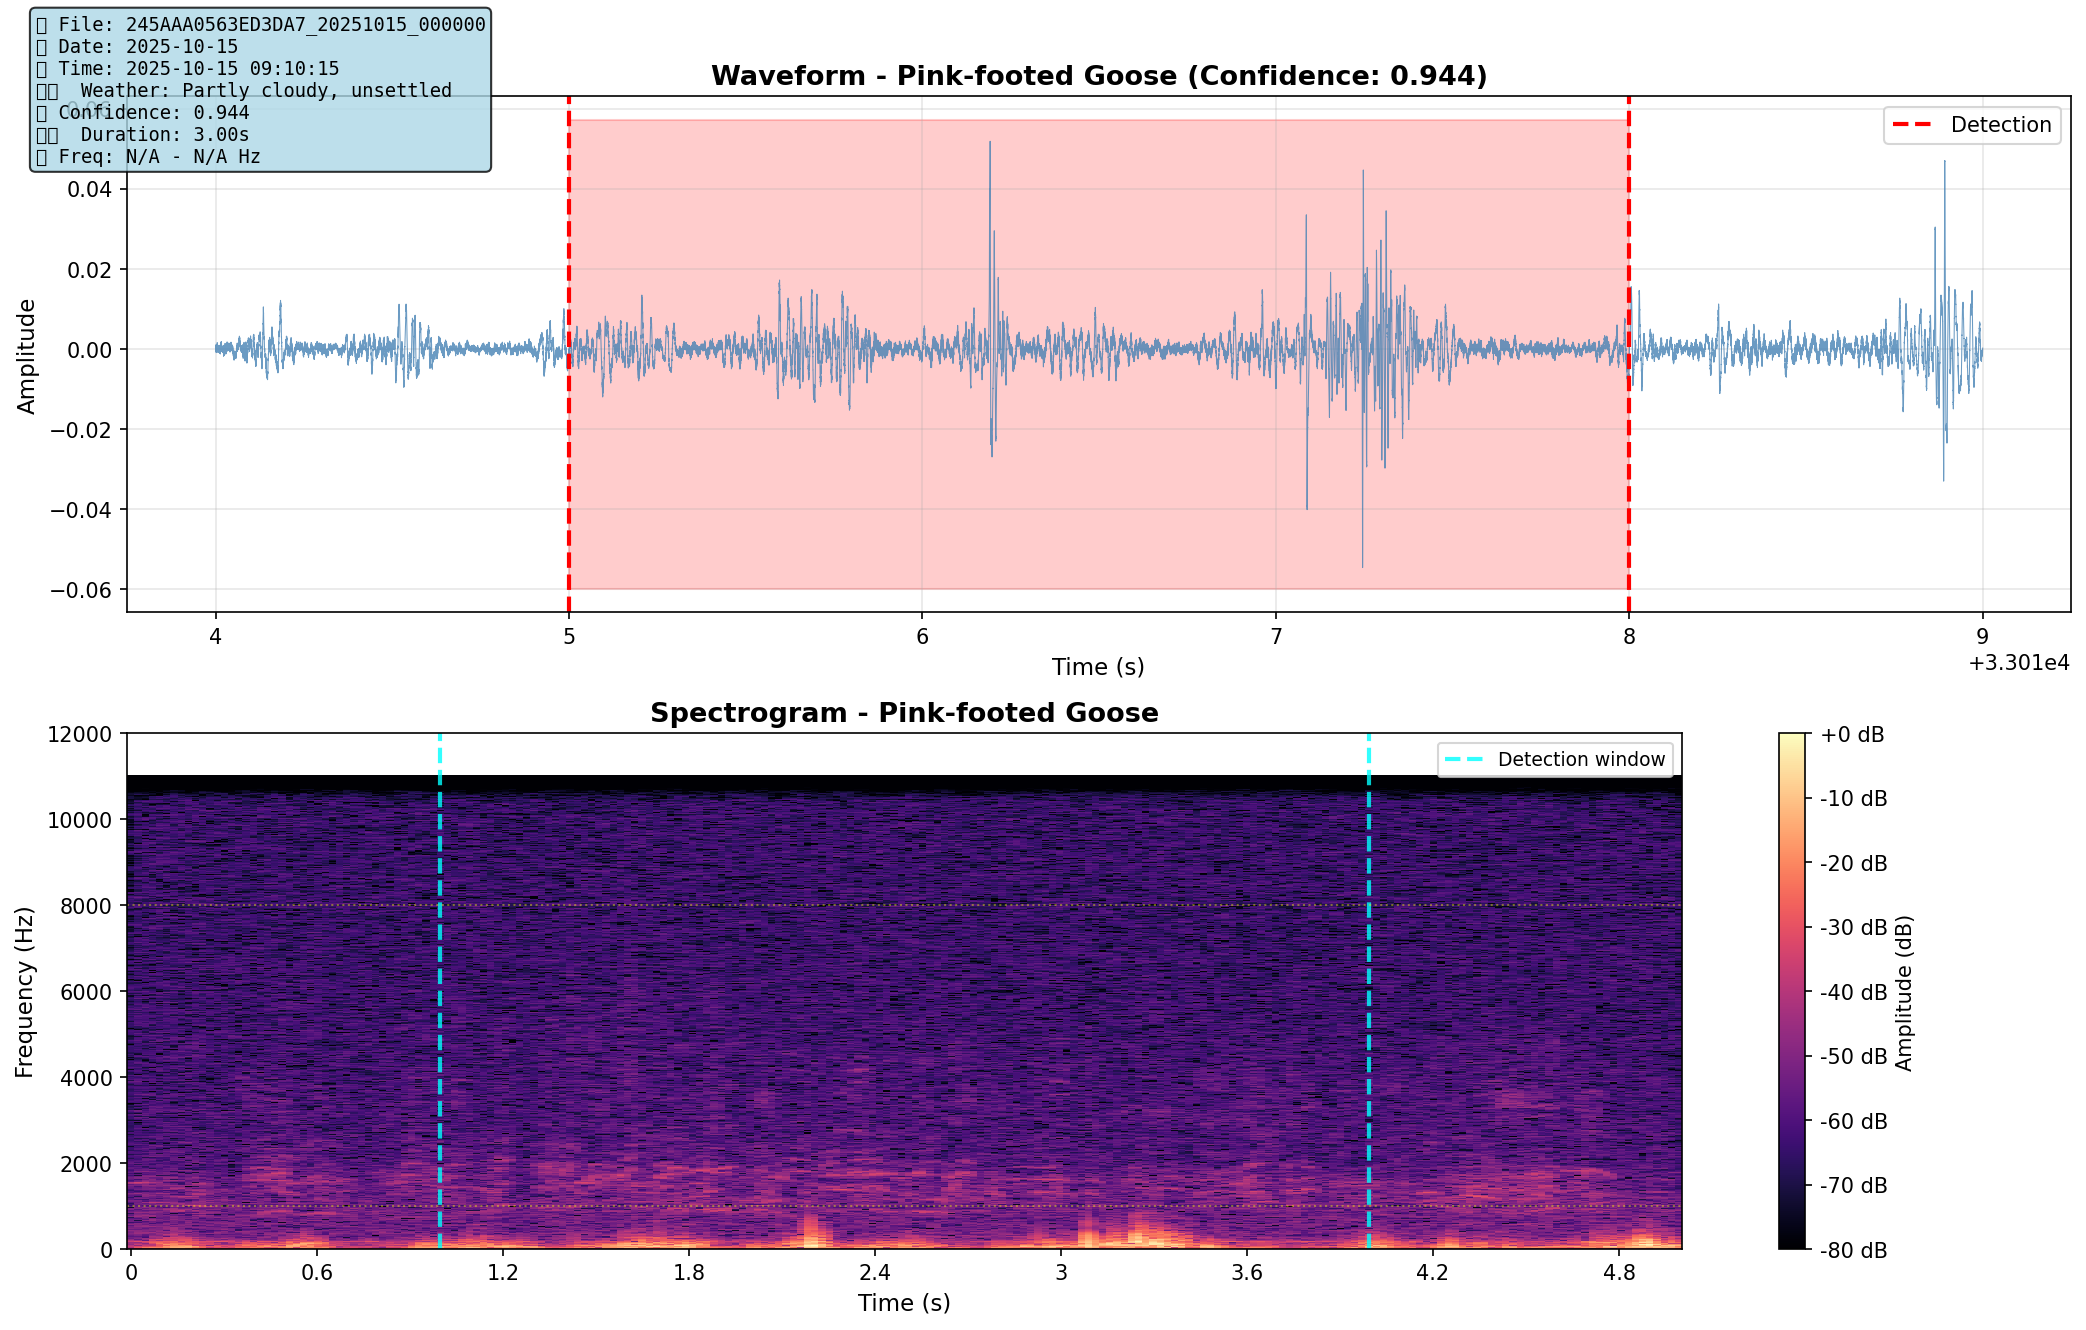 File: 245AAA0563ED3DA7_20251015_000000
Date: 2025-10-15
Time: 2025-10-15 09:10:15
Weather: Partly cloudy, unsettled
Confidence: 0.944
Duration: 3.00s
Freq: N/A - N/A Hz
Waveform - Pink-footed Goose (Confidence: 0.944)
Detection
Amplitude
0.06
0.04
0.02
0.00
−0.02
−0.04
−0.06
4 5 6 7 8 9
Time (s)
+3.301e4
Spectrogram - Pink-footed Goose
Detection window
Frequency (Hz)
12000
10000
8000
6000
4000
2000
0
0 0.6 1.2 1.8 2.4 3 3.6 4.2 4.8
Time (s)
+0 dB
-10 dB
-20 dB
-30 dB
-40 dB
-50 dB
-60 dB
-70 dB
-80 dB
Amplitude (dB)